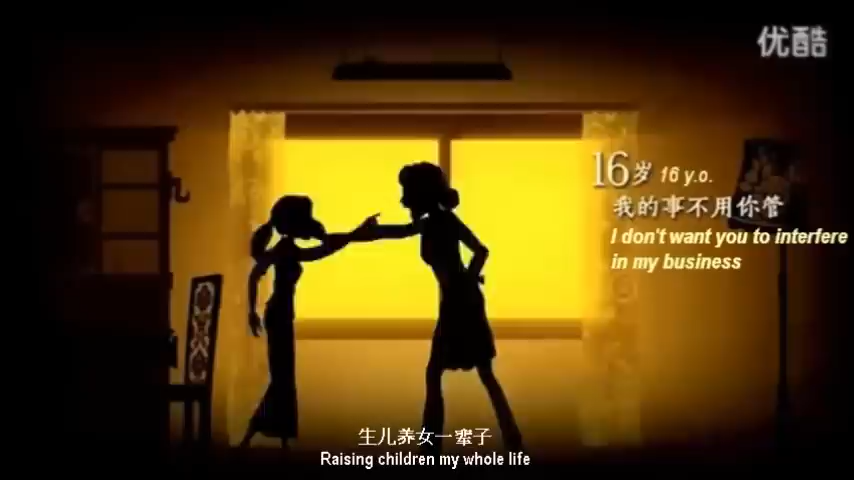 优酷
16岁 16 y.o.
我的事不用你管
I don't want you to interfere
in my business
生儿养女一辈子
Raising children my whole life